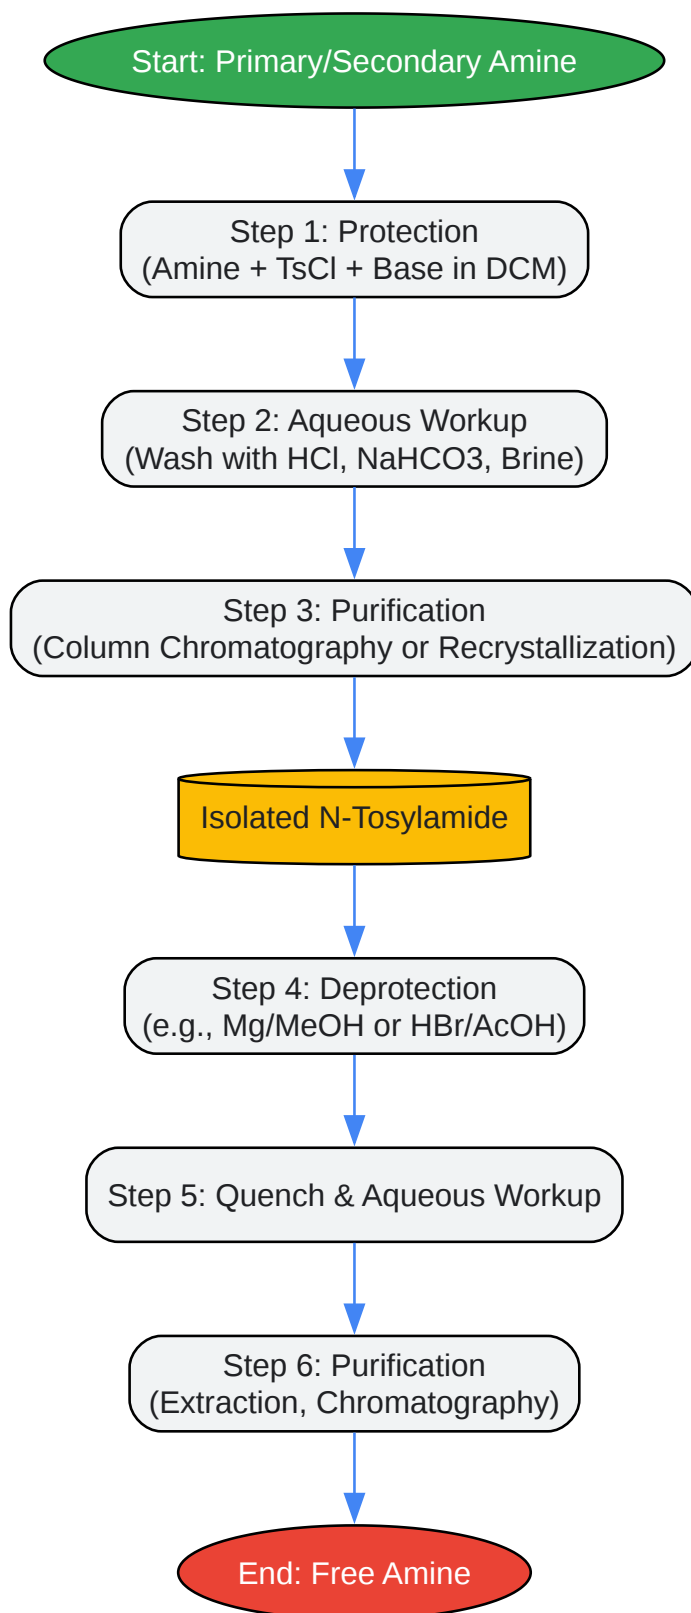 Start: Primary/Secondary Amine
Step 1: Protection
(Amine + TsCl + Base in DCM)
Step 2: Aqueous Workup
(Wash with HCl, NaHCO3, Brine)
Step 3: Purification
(Column Chromatography or Recrystallization)
Isolated N-Tosylamide
Step 4: Deprotection
(e.g., Mg/MeOH or HBr/AcOH)
Step 5: Quench & Aqueous Workup
Step 6: Purification
(Extraction, Chromatography)
End: Free Amine